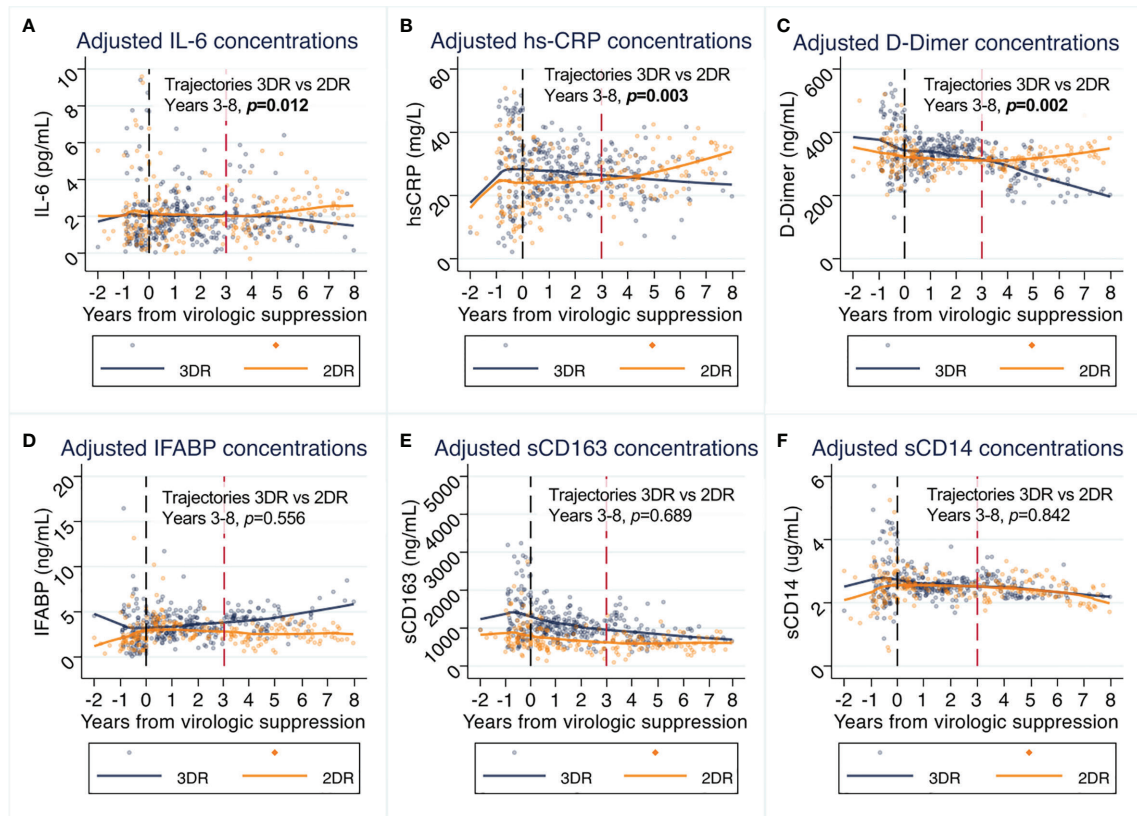 A
Adjusted IL-6 concentrations
Trajectories 3DR vs 2DR
Years 3-8, p=0.012
IL-6 (pg/mL)
10
8
6
4
2
0
-2 -1 0 1 2 3 4 5 6 7 8
Years from virologic suppression
3DR 2DR
B
Adjusted hs-CRP concentrations
Trajectories 3DR vs 2DR
Years 3-8, p=0.003
hsCRP (mg/L)
60
40
20
0
-2 -1 0 1 2 3 4 5 6 7 8
Years from virologic suppression
3DR 2DR
C
Adjusted D-Dimer concentrations
Trajectories 3DR vs 2DR
Years 3-8, p=0.002
D-Dimer (ng/mL)
600
400
200
0
-2 -1 0 1 2 3 4 5 6 7 8
Years from virologic suppression
3DR 2DR
D
Adjusted IFABP concentrations
Trajectories 3DR vs 2DR
Years 3-8, p=0.556
IFABP (ng/mL)
20
15
10
5
0
-2 -1 0 1 2 3 4 5 6 7 8
Years from virologic suppression
3DR 2DR
E
Adjusted sCD163 concentrations
Trajectories 3DR vs 2DR
Years 3-8, p=0.689
sCD163 (ng/mL)
5000
4000
3000
2000
1000
0
-2 -1 0 1 2 3 4 5 6 7 8
Years from virologic suppression
3DR 2DR
F
Adjusted sCD14 concentrations
Trajectories 3DR vs 2DR
Years 3-8, p=0.842
sCD14 (ug/mL)
6
4
2
0
-2 -1 0 1 2 3 4 5 6 7 8
Years from virologic suppression
3DR 2DR